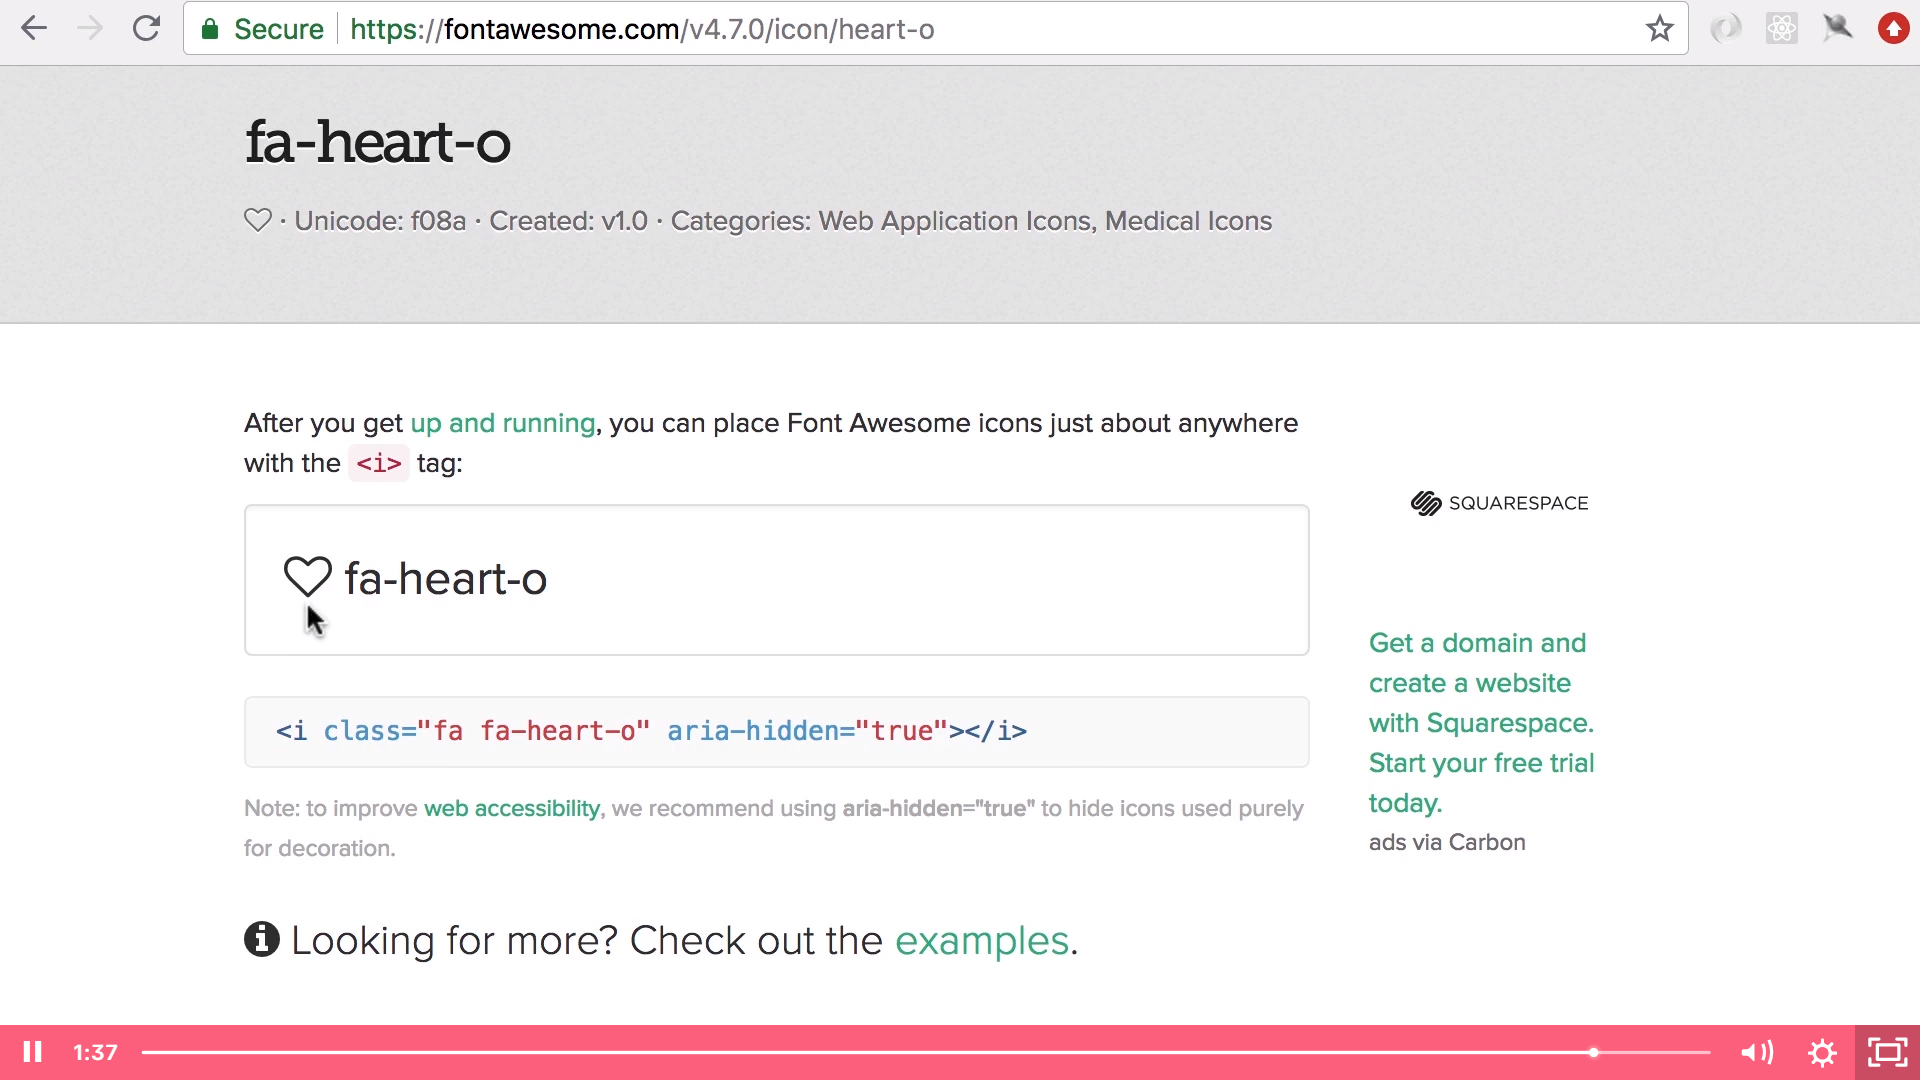 Secure https://fontawesome.com/v4.7.0/icon/heart-o
fa-heart-o
· Unicode: f08a · Created: v1.0 · Categories: Web Application Icons, Medical Icons
After you get up and running, you can place Font Awesome icons just about anywhere
with the <i> tag:
fa-heart-o
<i class="fa fa-heart-o" aria-hidden="true"></i>
Note: to improve web accessibility, we recommend using aria-hidden="true" to hide icons used purely
for decoration.
Looking for more? Check out the examples.
SQUARESPACE
Get a domain and
create a website
with Squarespace.
Start your free trial
today.
ads via Carbon
1:37